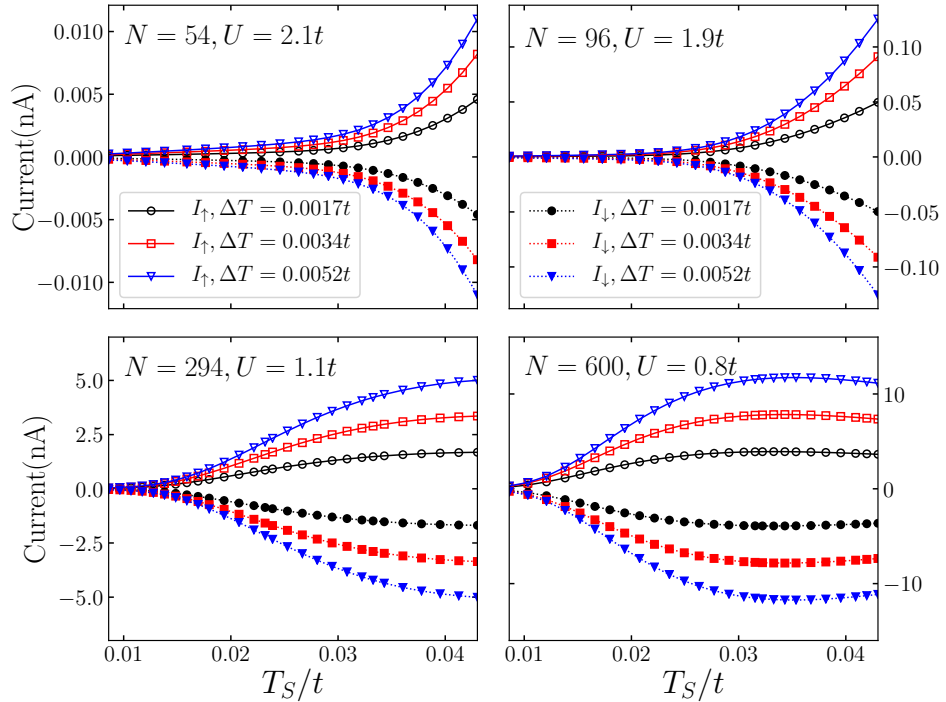 N = 54, U = 2.1t
0.010
0.005
0.000
−0.005
−0.010
Current(nA)
I↑, ΔT = 0.0017t
I↑, ΔT = 0.0034t
I↑, ΔT = 0.0052t
N = 96, U = 1.9t
0.10
0.05
0.00
−0.05
−0.10
I↓, ΔT = 0.0017t
I↓, ΔT = 0.0034t
I↓, ΔT = 0.0052t
N = 294, U = 1.1t
5.0
2.5
0.0
−2.5
−5.0
Current(nA)
0.01 0.02 0.03 0.04
T_S/t
N = 600, U = 0.8t
10
0
−10
0.01 0.02 0.03 0.04
T_S/t